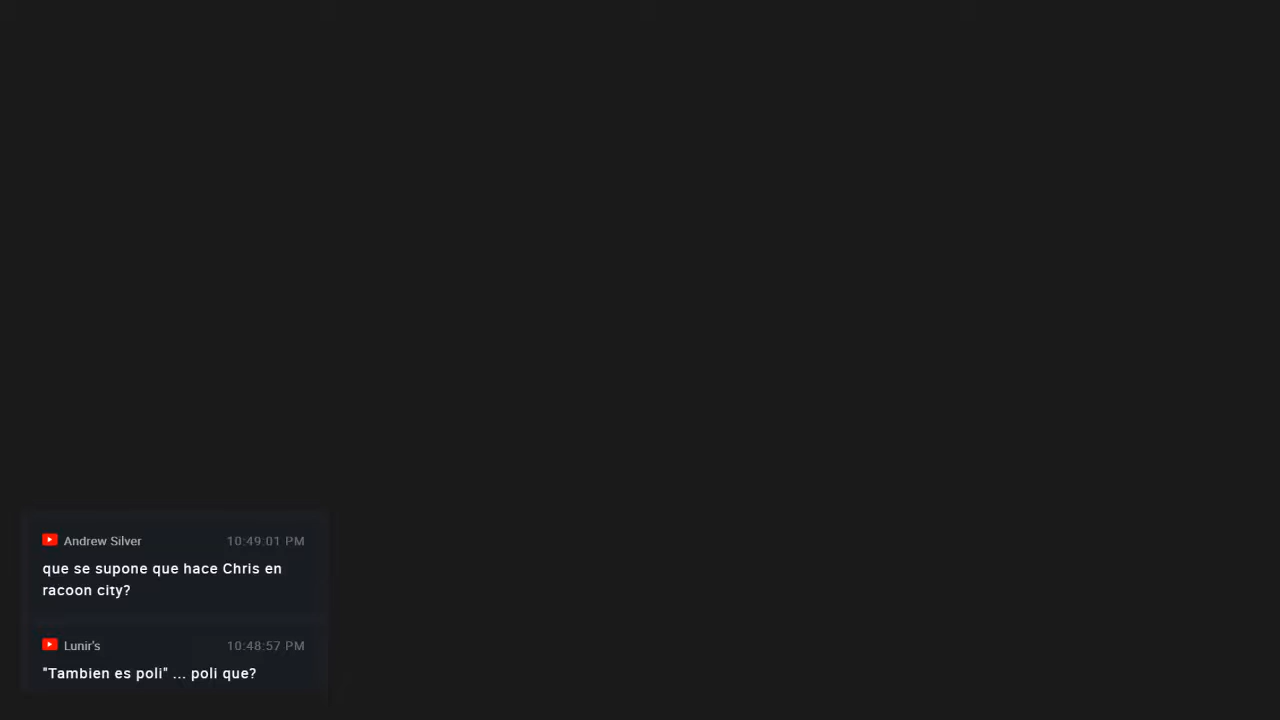 Andrew Silver 10:49:01 PM
que se supone que hace Chris en
racoon city?
Lunir's 10:48:57 PM
"Tambien es poli" ... poli que?